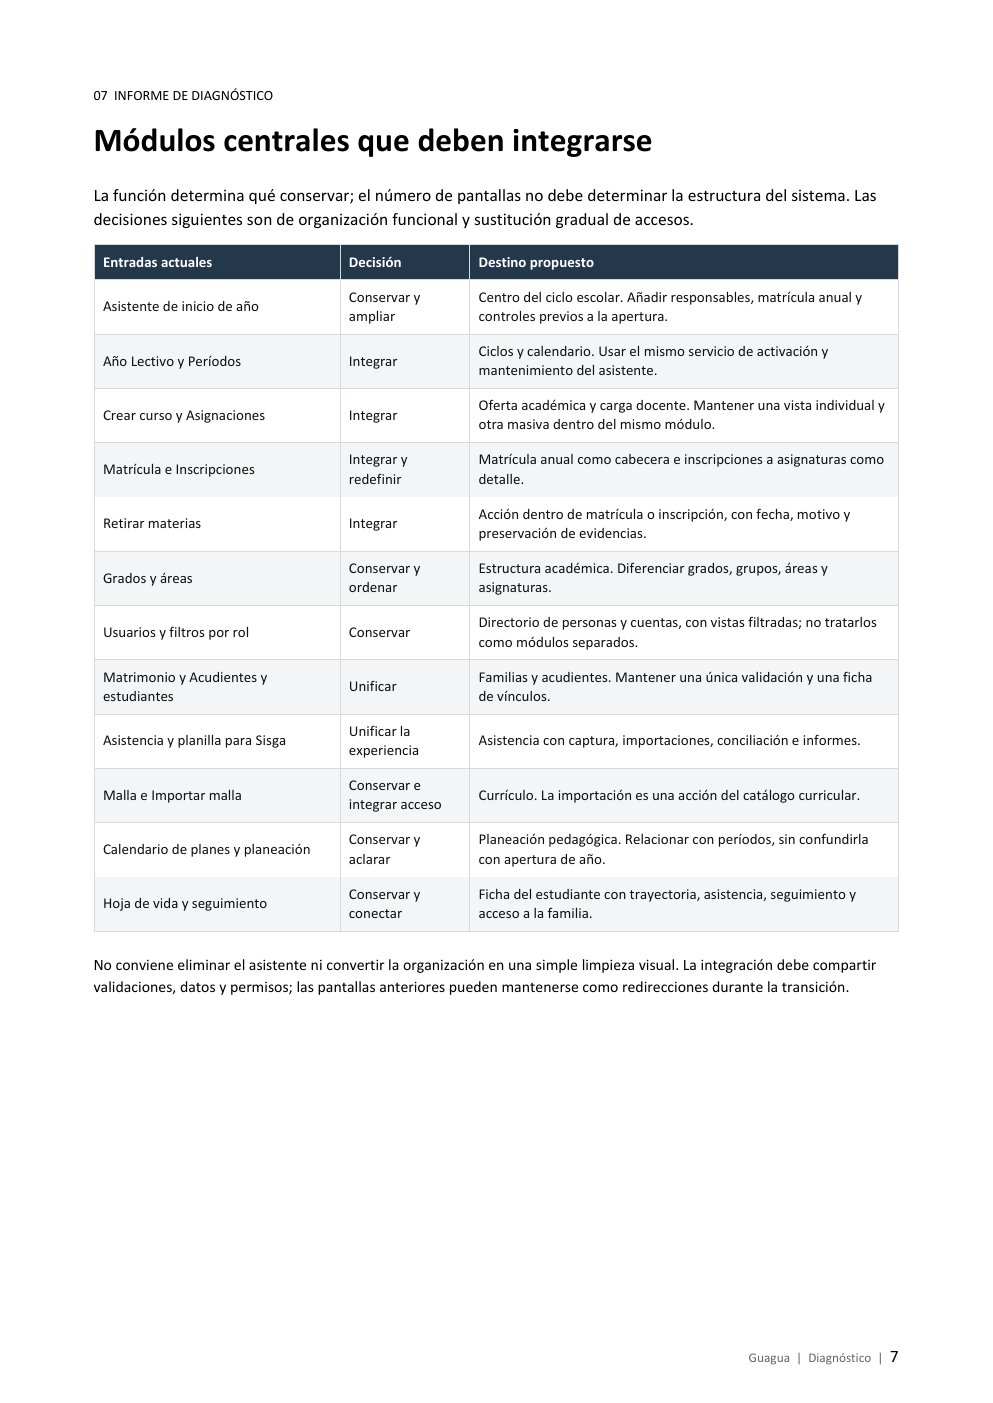 07 INFORME DE DIAGNÓSTICO
Módulos centrales que deben integrarse
La función determina qué conservar; el número de pantallas no debe determinar la estructura del sistema. Las
decisiones siguientes son de organización funcional y sustitución gradual de accesos.
Entradas actuales
Decisión
Destino propuesto
Asistente de inicio de año
Conservar y
ampliar
Centro del ciclo escolar. Añadir responsables, matrícula anual y
controles previos a la apertura.
Año Lectivo y Períodos
Integrar
Ciclos y calendario. Usar el mismo servicio de activación y
mantenimiento del asistente.
Crear curso y Asignaciones
Integrar
Oferta académica y carga docente. Mantener una vista individual y
otra masiva dentro del mismo módulo.
Matrícula e Inscripciones
Integrar y
redefinir
Matrícula anual como cabecera e inscripciones a asignaturas como
detalle.
Retirar materias
Integrar
Acción dentro de matrícula o inscripción, con fecha, motivo y
preservación de evidencias.
Grados y áreas
Conservar y
ordenar
Estructura académica. Diferenciar grados, grupos, áreas y
asignaturas.
Usuarios y filtros por rol
Conservar
Directorio de personas y cuentas, con vistas filtradas; no tratarlos
como módulos separados.
Matrimonio y Acudientes y
estudiantes
Unificar
Familias y acudientes. Mantener una única validación y una ficha
de vínculos.
Asistencia y planilla para Sisga
Unificar la
experiencia
Asistencia con captura, importaciones, conciliación e informes.
Malla e Importar malla
Conservar e
integrar acceso
Currículo. La importación es una acción del catálogo curricular.
Calendario de planes y planeación
Conservar y
aclarar
Planeación pedagógica. Relacionar con períodos, sin confundirla
con apertura de año.
Hoja de vida y seguimiento
Conservar y
conectar
Ficha del estudiante con trayectoria, asistencia, seguimiento y
acceso a la familia.
No conviene eliminar el asistente ni convertir la organización en una simple limpieza visual. La integración debe compartir
validaciones, datos y permisos; las pantallas anteriores pueden mantenerse como redirecciones durante la transición.
Guagua | Diagnóstico | 7